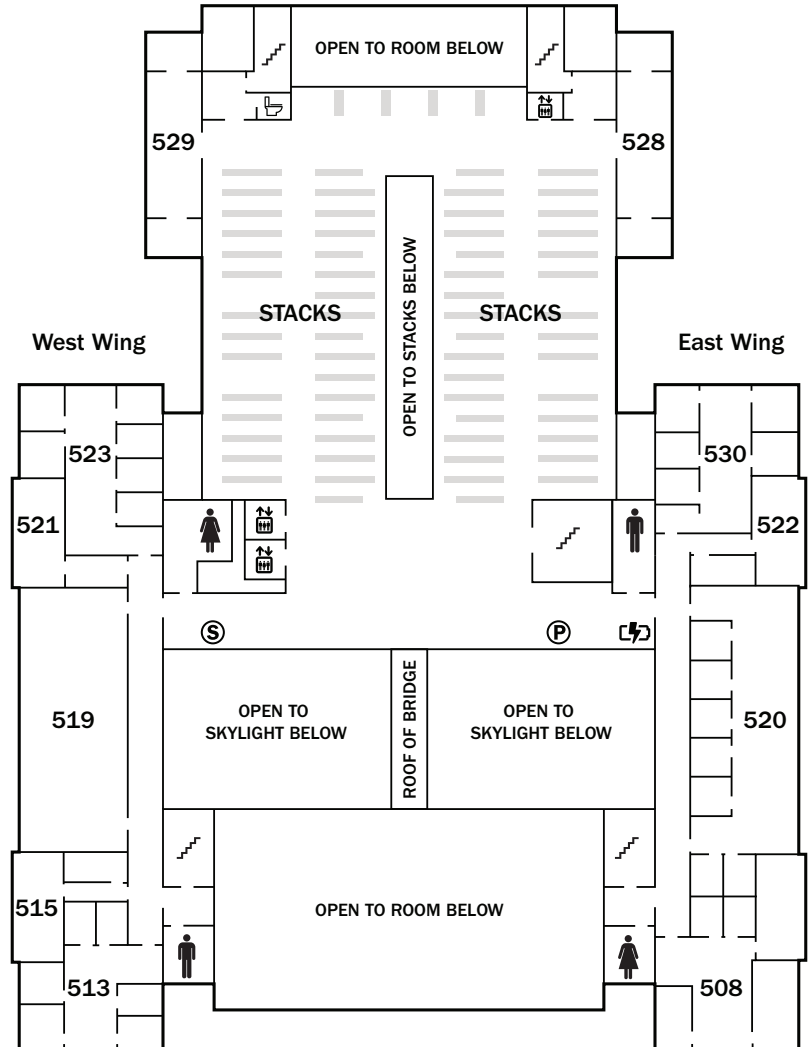 OPEN TO ROOM BELOW
529
528
OPEN TO STACKS BELOW
STACKS
STACKS
West Wing
East Wing
523
530
521
522
S
P
519
OPEN TO
SKYLIGHT BELOW
ROOF OF BRIDGE
OPEN TO
SKYLIGHT BELOW
520
515
OPEN TO ROOM BELOW
513
508